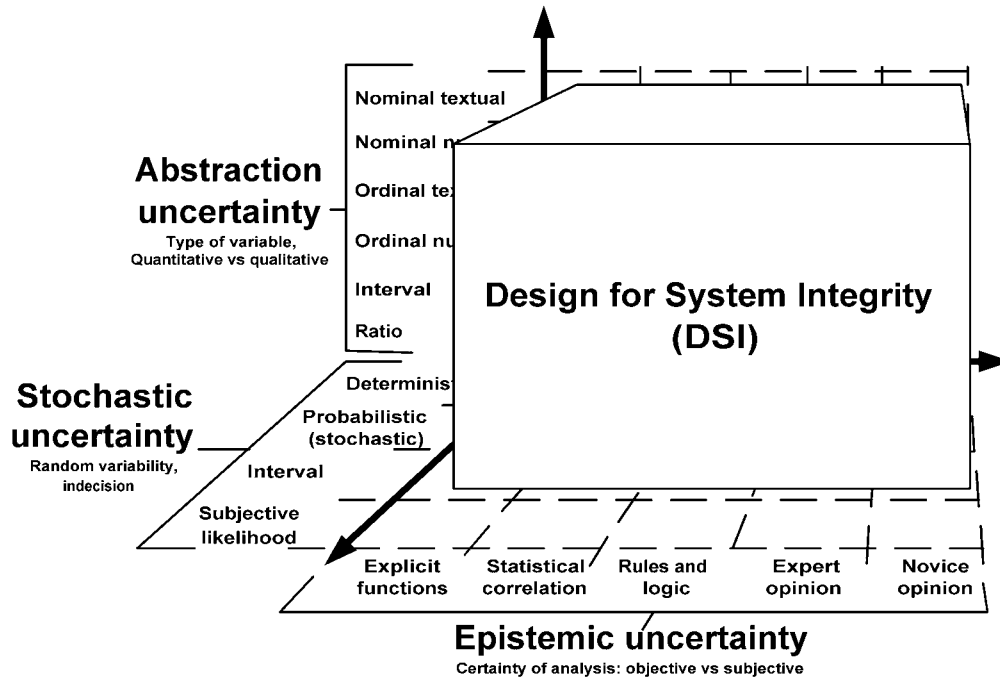 Nominal textual
Nominal
Abstraction
uncertainty
Type of variable,
Quantitative vs qualitative
Ordinal
Ordinal
Interval
Ratio
Design for System Integrity
(DSI)
Stochastic
uncertainty
Random variability,
indecision
Probabilistic
(stochastic)
Interval
Subjective
likelihood
Explicit
functions
Statistical
correlation
Rules and
logic
Expert
opinion
Novice
opinion
Epistemic uncertainty
Certainty of analysis: objective vs subjective